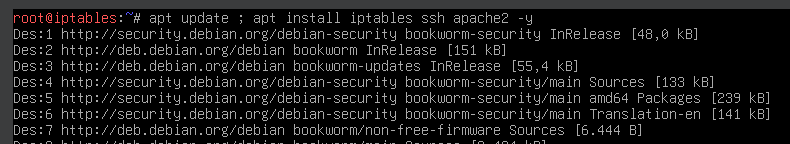 root@iptables:~# apt update ; apt install iptables ssh apache2 -y
Des:1 http://security.debian.org/debian-security bookworm-security InRelease [48,0 kB]
Des:2 http://deb.debian.org/debian bookworm InRelease [151 kB]
Des:3 http://deb.debian.org/debian bookworm-updates InRelease [55,4 kB]
Des:4 http://security.debian.org/debian-security bookworm-security/main Sources [133 kB]
Des:5 http://security.debian.org/debian-security bookworm-security/main amd64 Packages [239 kB]
Des:6 http://security.debian.org/debian-security bookworm-security/main Translation-en [141 kB]
Des:7 http://deb.debian.org/debian bookworm/non-free-firmware Sources [6.444 B]